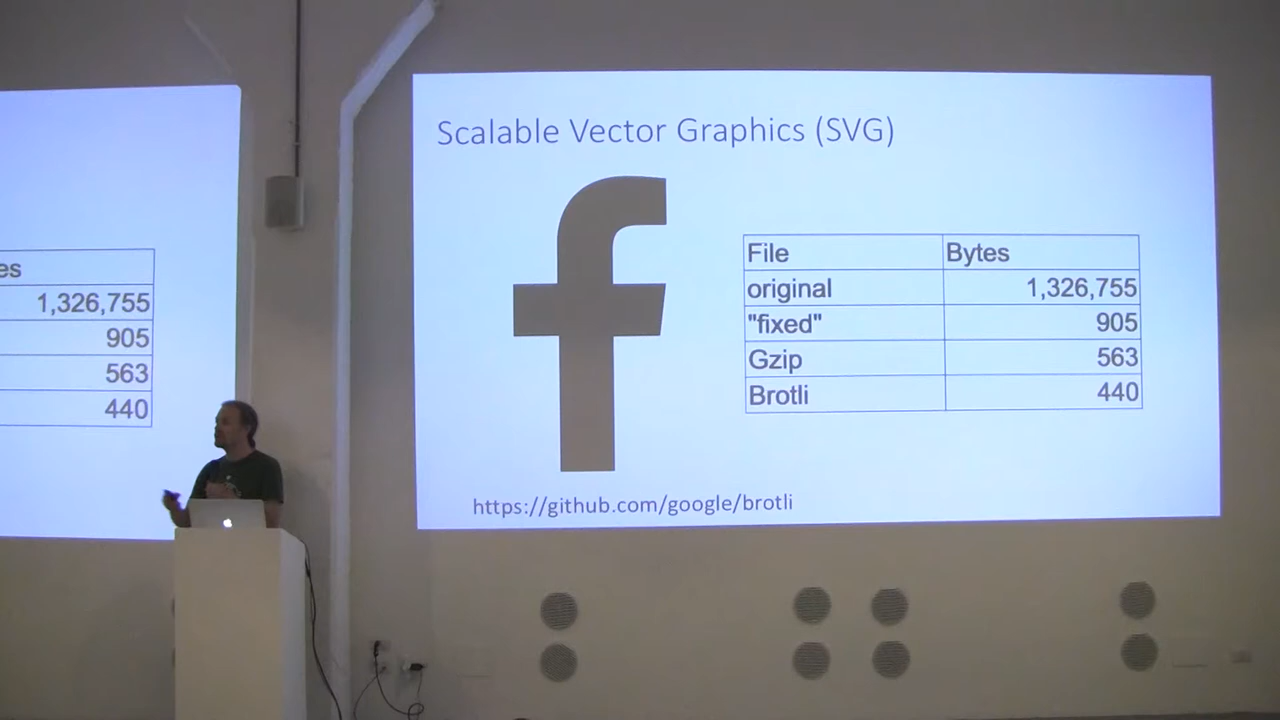 es
1,326,755
905
563
440
Scalable Vector Graphics (SVG)
File Bytes
original 1,326,755
"fixed" 905
Gzip 563
Brotli 440
https://github.com/google/brotli